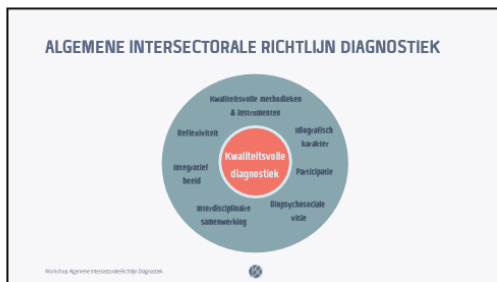 ALGEMENE INTERSECTORALE RICHTLIJN DIAGNOSTIEK
Kwaliteitsvolle methodieken
& instrumenten
Reflexiviteit
Idiografisch
karakter
Kwaliteitsvolle
diagnostiek
Integratief
beeld
Participatie
Interdisciplinaire
samenwerking
Biopsychosociale
visie
Workshop Algemene Intersectorale Richtlijn Diagnostiek